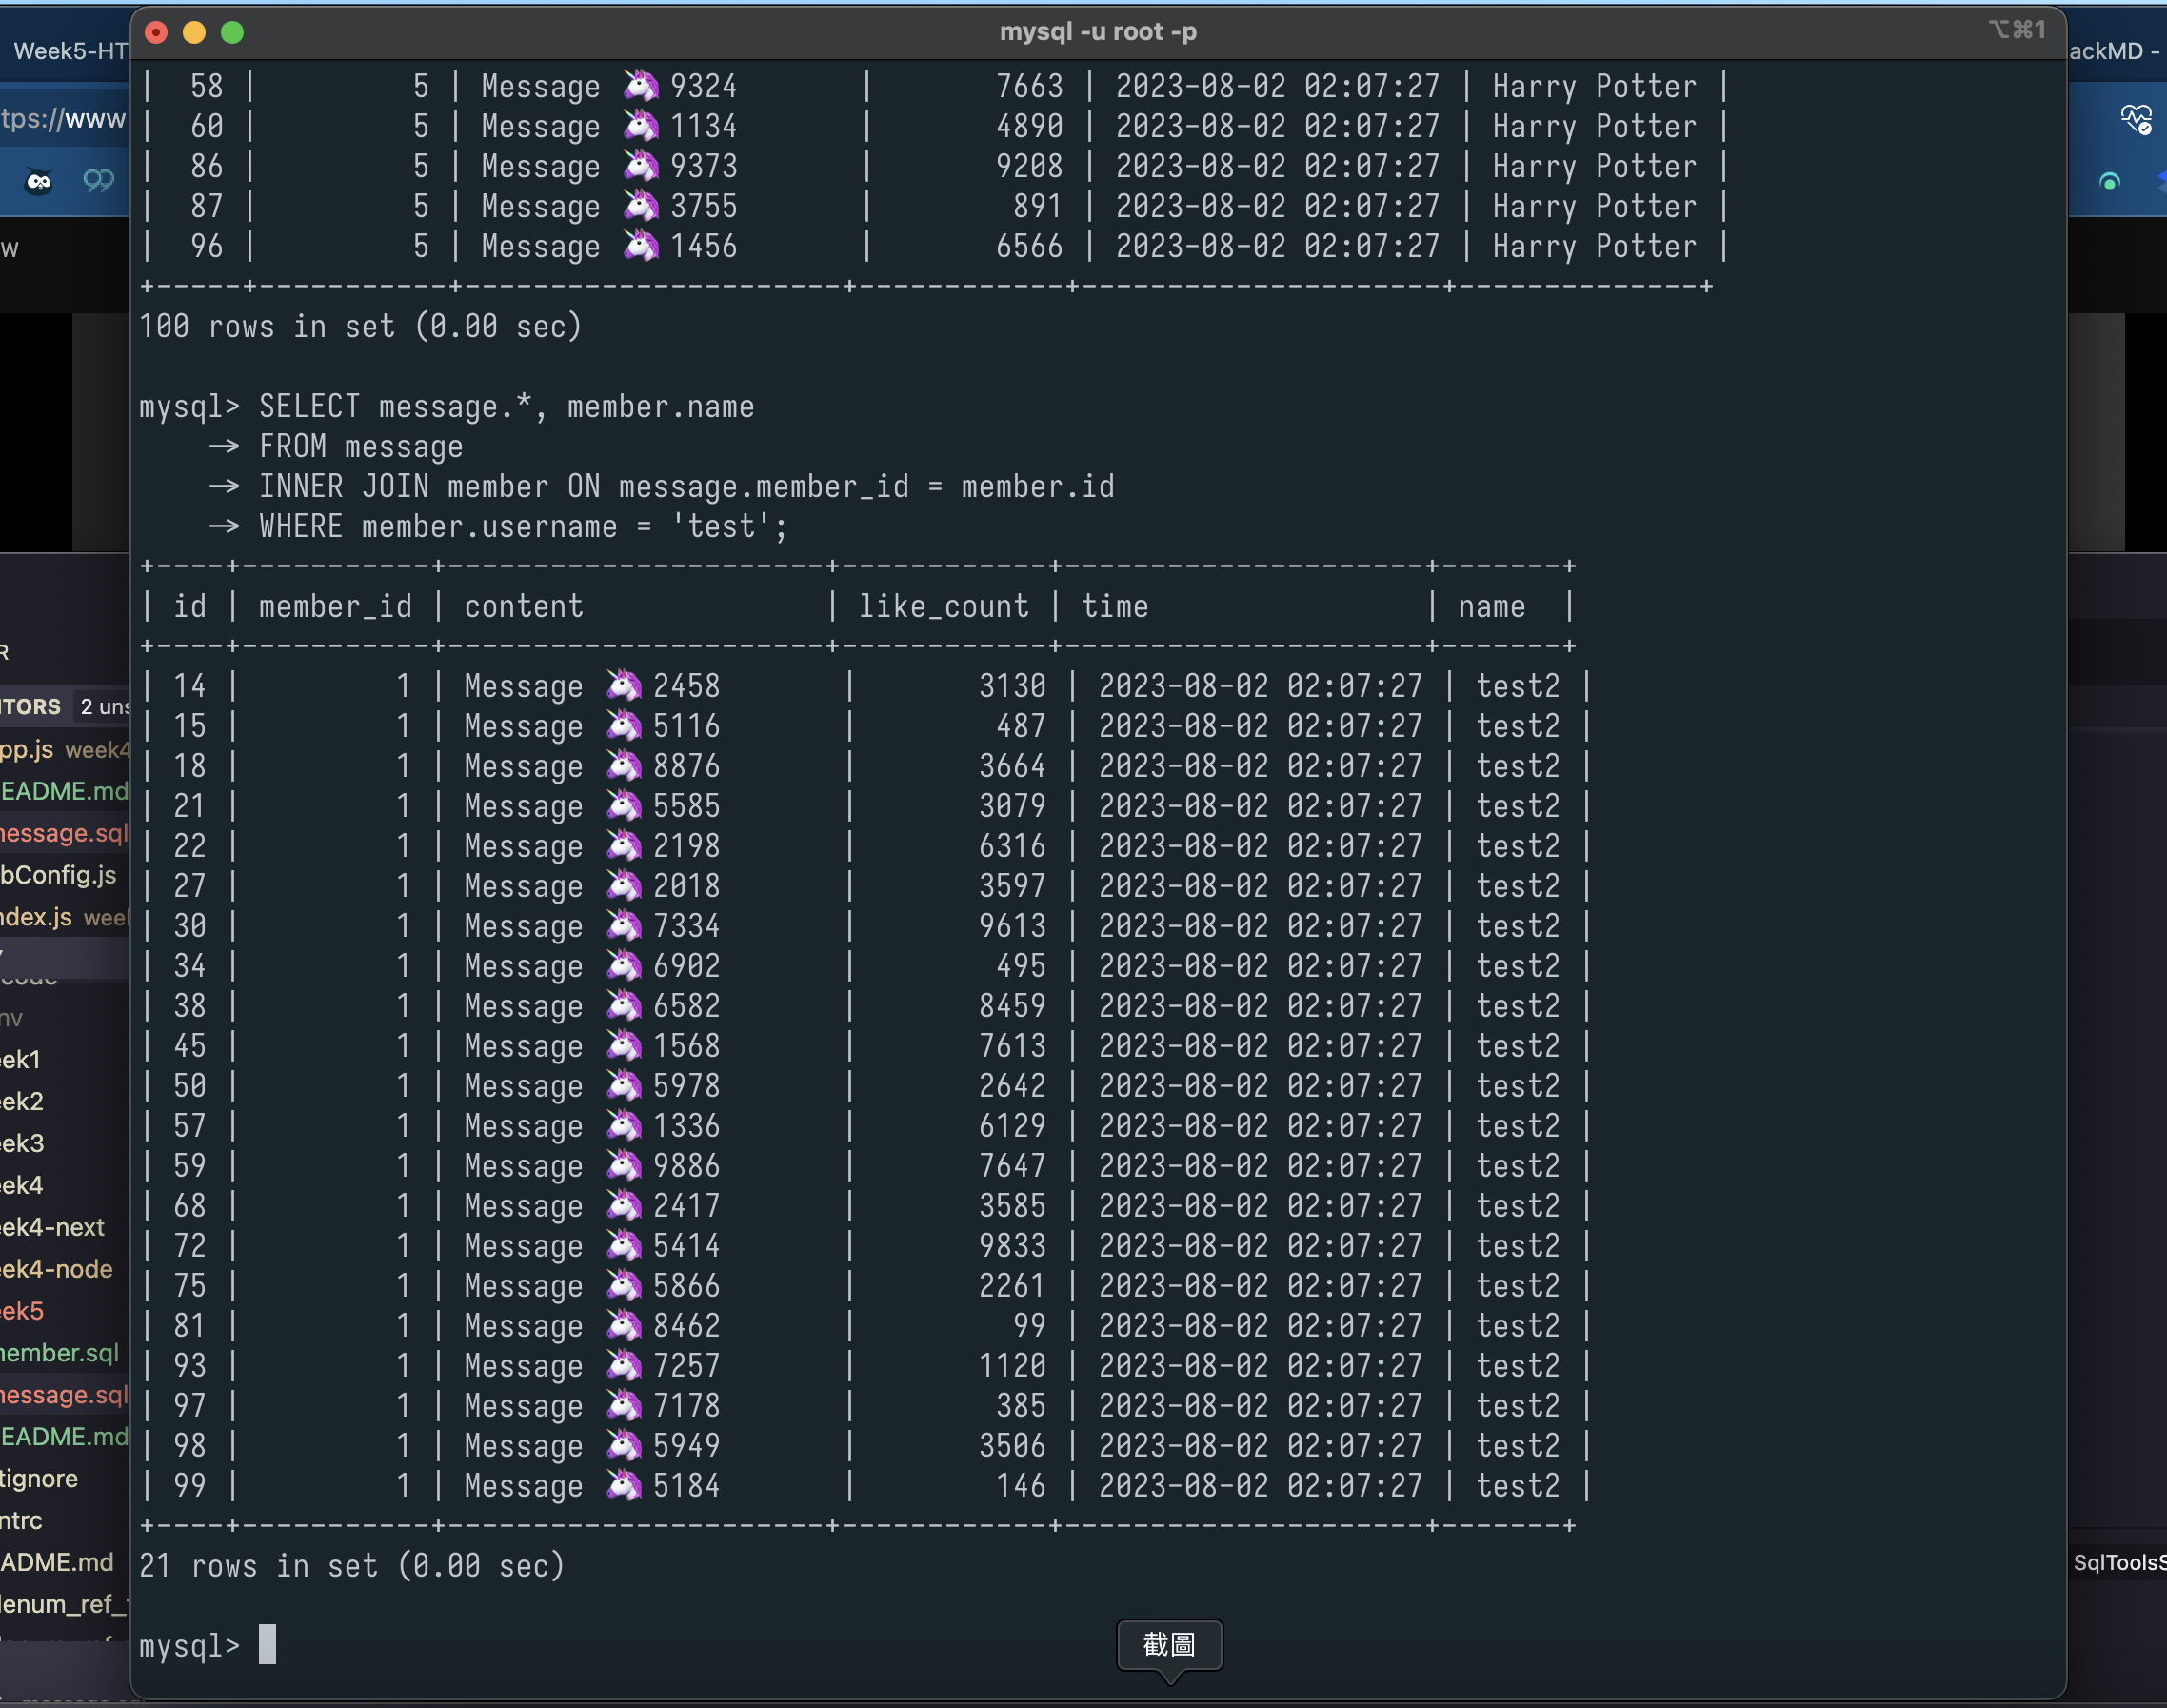 mysql -u root -p
⌥⌘1
Week5-HT
ackMD -
tps://www
W
| 58 | 5 | Message 🦄 9324 | 7663 | 2023-08-02 02:07:27 | Harry Potter |
| 60 | 5 | Message 🦄 1134 | 4890 | 2023-08-02 02:07:27 | Harry Potter |
| 86 | 5 | Message 🦄 9373 | 9208 | 2023-08-02 02:07:27 | Harry Potter |
| 87 | 5 | Message 🦄 3755 | 891 | 2023-08-02 02:07:27 | Harry Potter |
| 96 | 5 | Message 🦄 1456 | 6566 | 2023-08-02 02:07:27 | Harry Potter |
+-----+-----------+----------------------+------------+---------------------+--------------+
100 rows in set (0.00 sec)
mysql> SELECT message.*, member.name
    -> FROM message
    -> INNER JOIN member ON message.member_id = member.id
    -> WHERE member.username = 'test';
+----+-----------+----------------------+------------+---------------------+-------+
| id | member_id | content | like_count | time | name |
+----+-----------+----------------------+------------+---------------------+-------+
| 14 | 1 | Message 🦄 2458 | 3130 | 2023-08-02 02:07:27 | test2 |
| 15 | 1 | Message 🦄 5116 | 487 | 2023-08-02 02:07:27 | test2 |
| 18 | 1 | Message 🦄 8876 | 3664 | 2023-08-02 02:07:27 | test2 |
| 21 | 1 | Message 🦄 5585 | 3079 | 2023-08-02 02:07:27 | test2 |
| 22 | 1 | Message 🦄 2198 | 6316 | 2023-08-02 02:07:27 | test2 |
| 27 | 1 | Message 🦄 2018 | 3597 | 2023-08-02 02:07:27 | test2 |
| 30 | 1 | Message 🦄 7334 | 9613 | 2023-08-02 02:07:27 | test2 |
| 34 | 1 | Message 🦄 6902 | 495 | 2023-08-02 02:07:27 | test2 |
| 38 | 1 | Message 🦄 6582 | 8459 | 2023-08-02 02:07:27 | test2 |
| 45 | 1 | Message 🦄 1568 | 7613 | 2023-08-02 02:07:27 | test2 |
| 50 | 1 | Message 🦄 5978 | 2642 | 2023-08-02 02:07:27 | test2 |
| 57 | 1 | Message 🦄 1336 | 6129 | 2023-08-02 02:07:27 | test2 |
| 59 | 1 | Message 🦄 9886 | 7647 | 2023-08-02 02:07:27 | test2 |
| 68 | 1 | Message 🦄 2417 | 3585 | 2023-08-02 02:07:27 | test2 |
| 72 | 1 | Message 🦄 5414 | 9833 | 2023-08-02 02:07:27 | test2 |
| 75 | 1 | Message 🦄 5866 | 2261 | 2023-08-02 02:07:27 | test2 |
| 81 | 1 | Message 🦄 8462 | 99 | 2023-08-02 02:07:27 | test2 |
| 93 | 1 | Message 🦄 7257 | 1120 | 2023-08-02 02:07:27 | test2 |
| 97 | 1 | Message 🦄 7178 | 385 | 2023-08-02 02:07:27 | test2 |
| 98 | 1 | Message 🦄 5949 | 3506 | 2023-08-02 02:07:27 | test2 |
| 99 | 1 | Message 🦄 5184 | 146 | 2023-08-02 02:07:27 | test2 |
+----+-----------+----------------------+------------+---------------------+-------+
21 rows in set (0.00 sec)
mysql>
截圖
R
ITORS 2 uns
pp.js week4
EADME.md
nessage.sql
bConfig.js
ndex.js week
nv
eek1
eek2
eek3
eek4
eek4-next
eek4-node
eek5
nember.sql
nessage.sql
EADME.md
tignore
ntrc
ADME.md
lenum_ref_
SqlToolsS